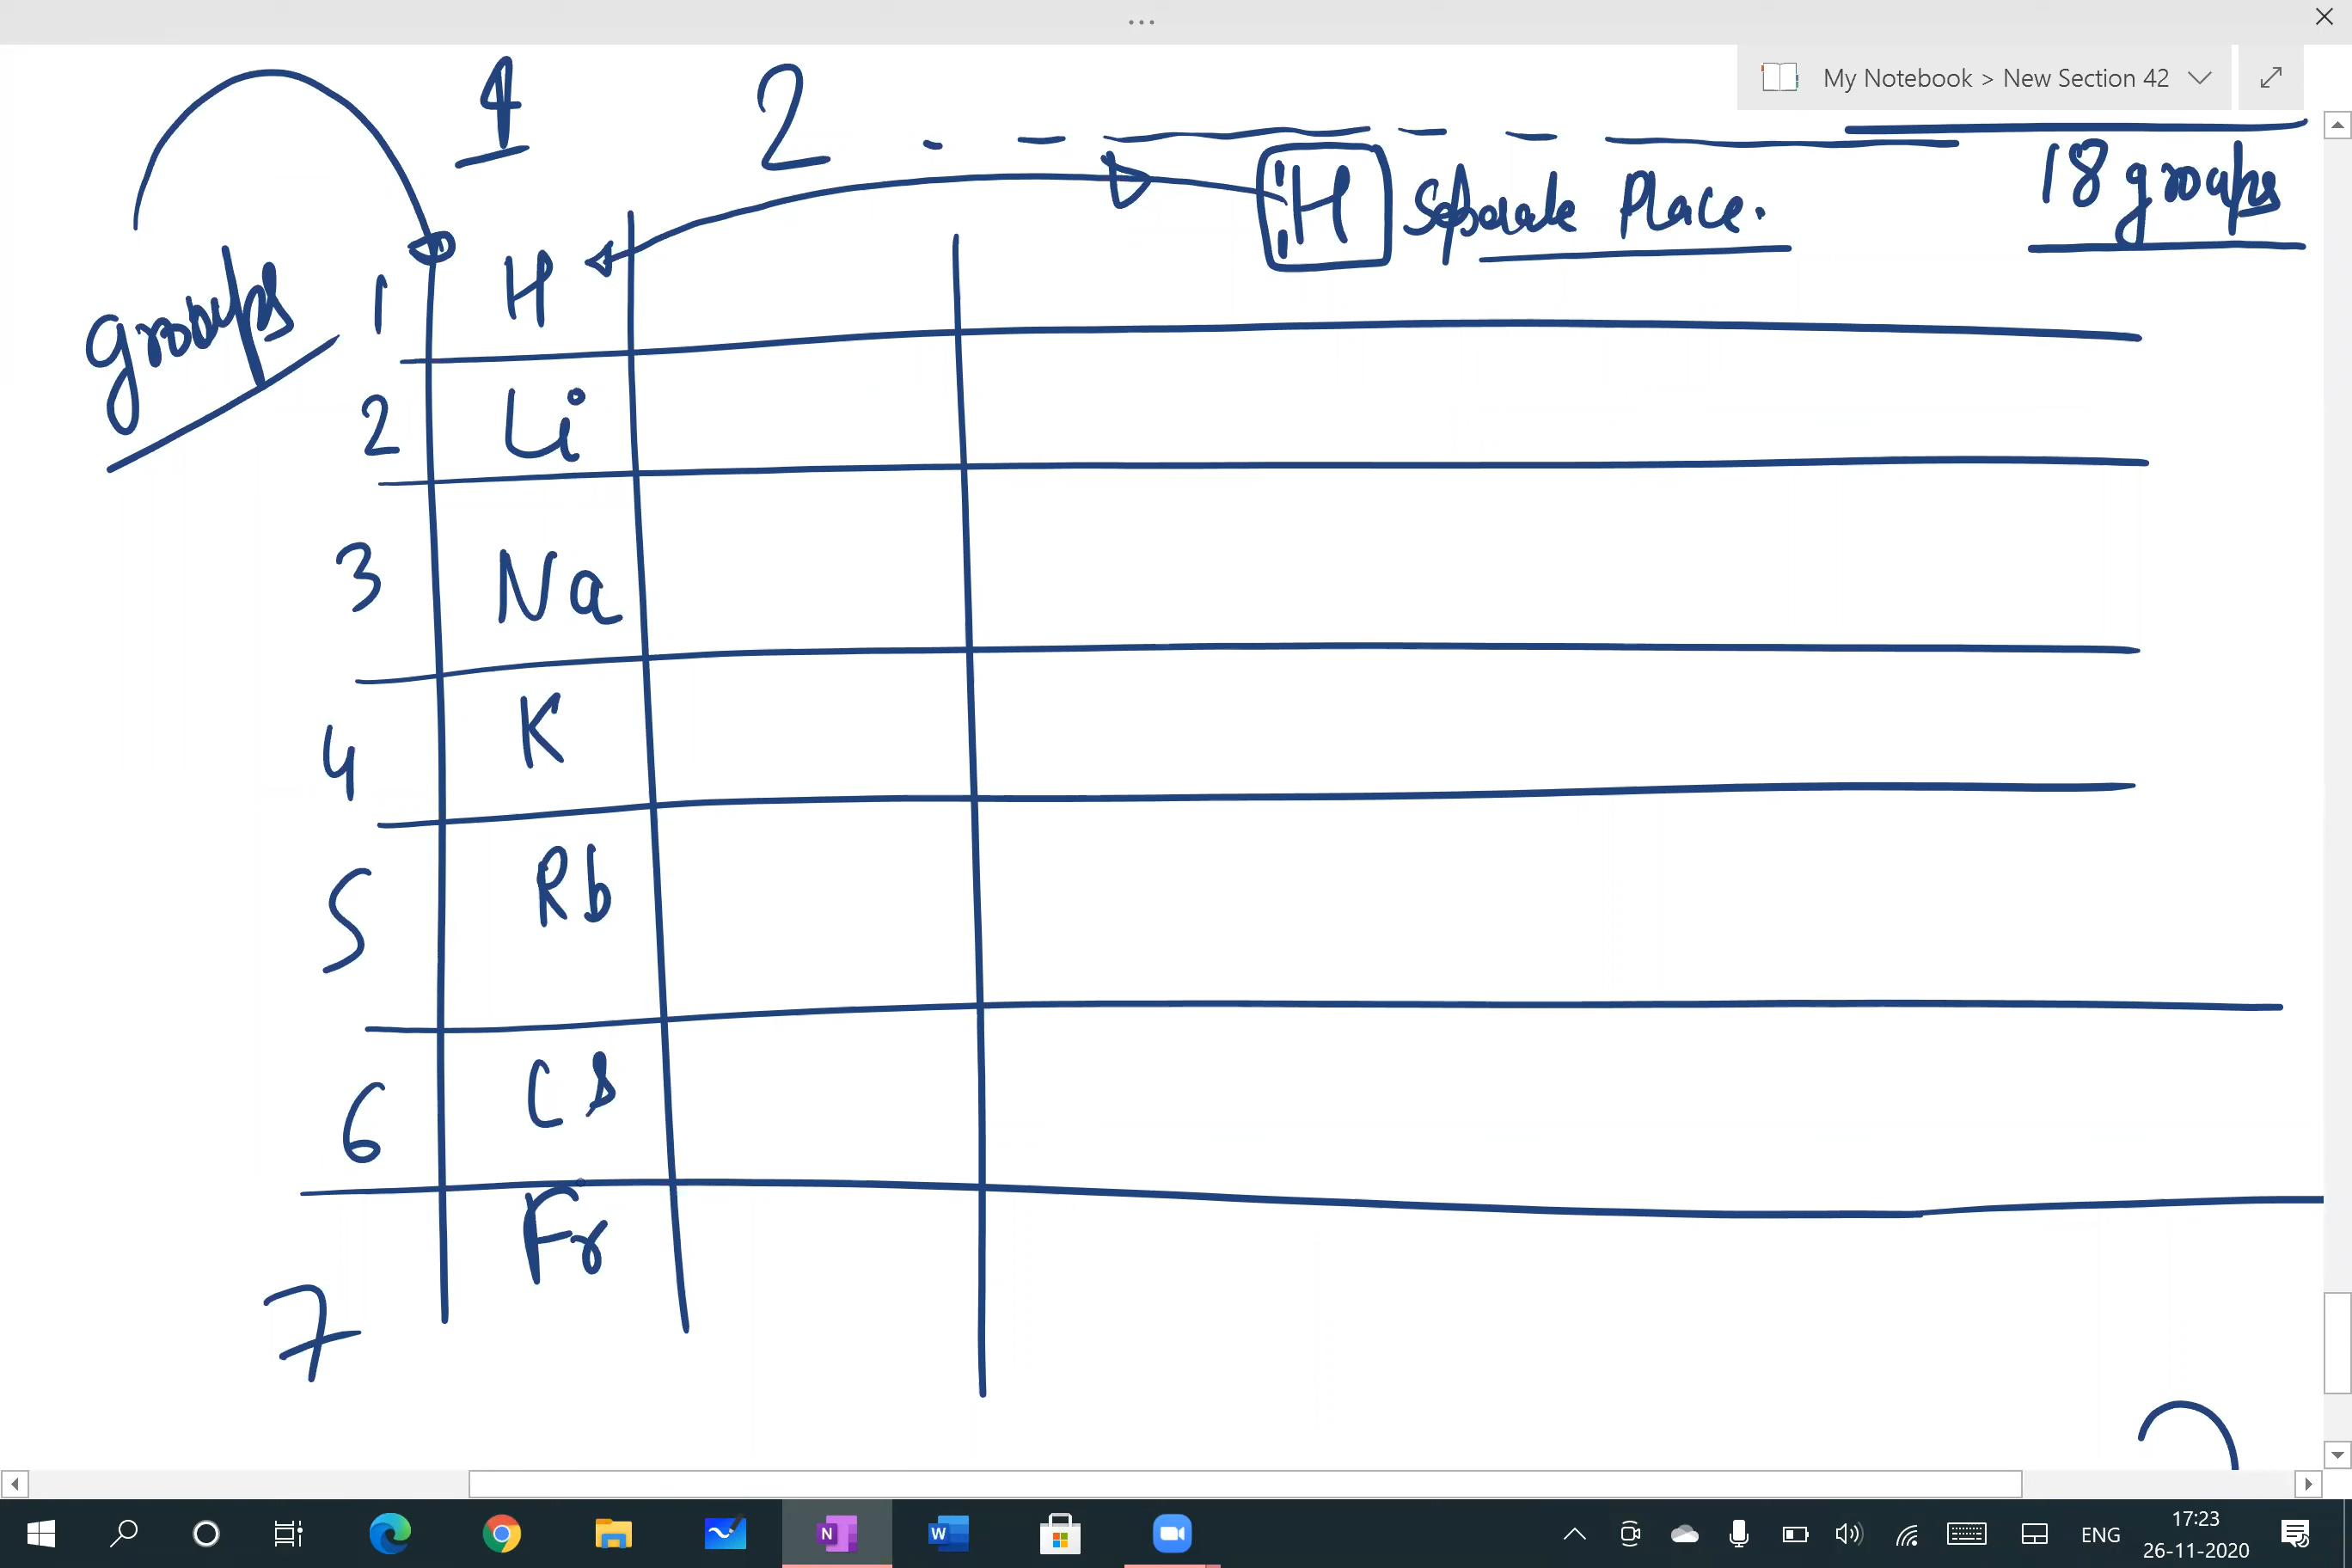 My Notebook > New Section 42
1 2 18 groups
H Separate Place.
groups
1 H
2 Li
3 Na
4 K
5 Rb
6 Cs
Fr
7
ENG
17:23
26-11-2020